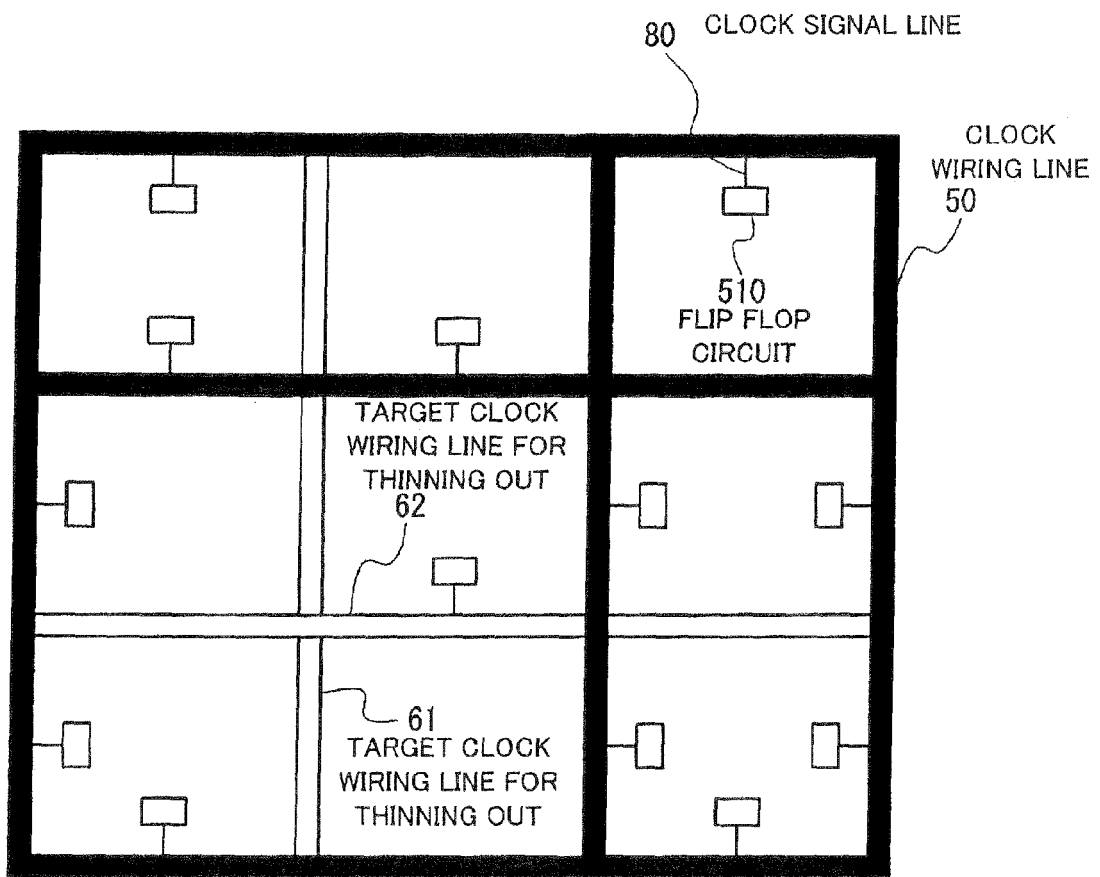 80 CLOCK SIGNAL LINE
CLOCK
WIRING LINE
50
510
FLIP FLOP
CIRCUIT
TARGET CLOCK
WIRING LINE FOR
THINNING OUT
62
61
TARGET CLOCK
WIRING LINE FOR
THINNING OUT